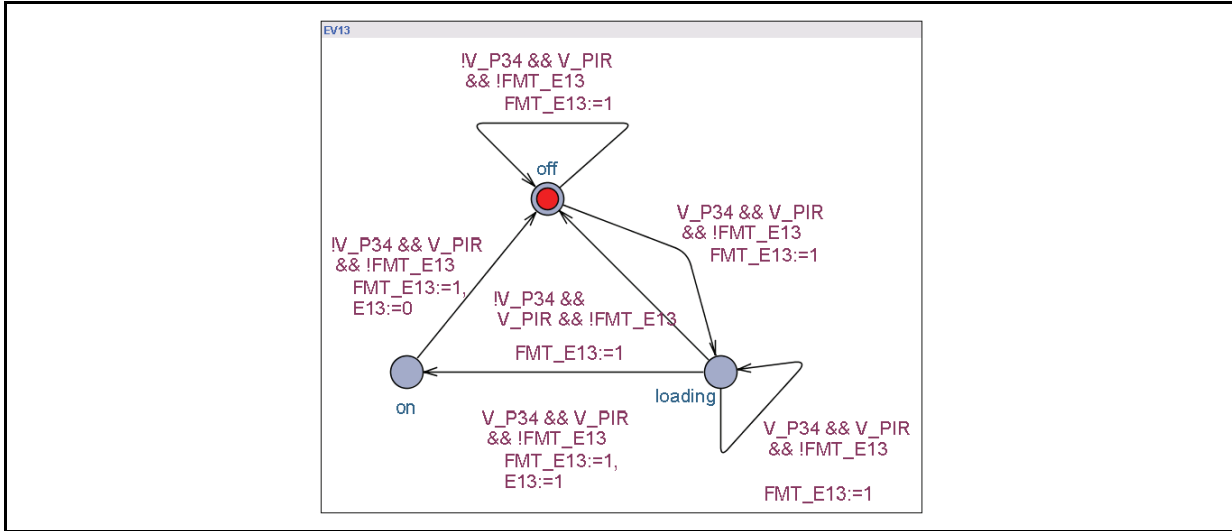 EV13
!V_P34 && V_PIR
&& !FMT_E13
FMT_E13:=1
off
V_P34 && V_PIR
&& !FMT_E13
FMT_E13:=1
!V_P34 && V_PIR
&& !FMT_E13
FMT_E13:=1,
E13:=0
!V_P34 &&
V_PIR && !FMT_E13
FMT_E13:=1
on
loading
V_P34 && V_PIR
&& !FMT_E13
FMT_E13:=1,
E13:=1
V_P34 && V_PIR
&& !FMT_E13
FMT_E13:=1